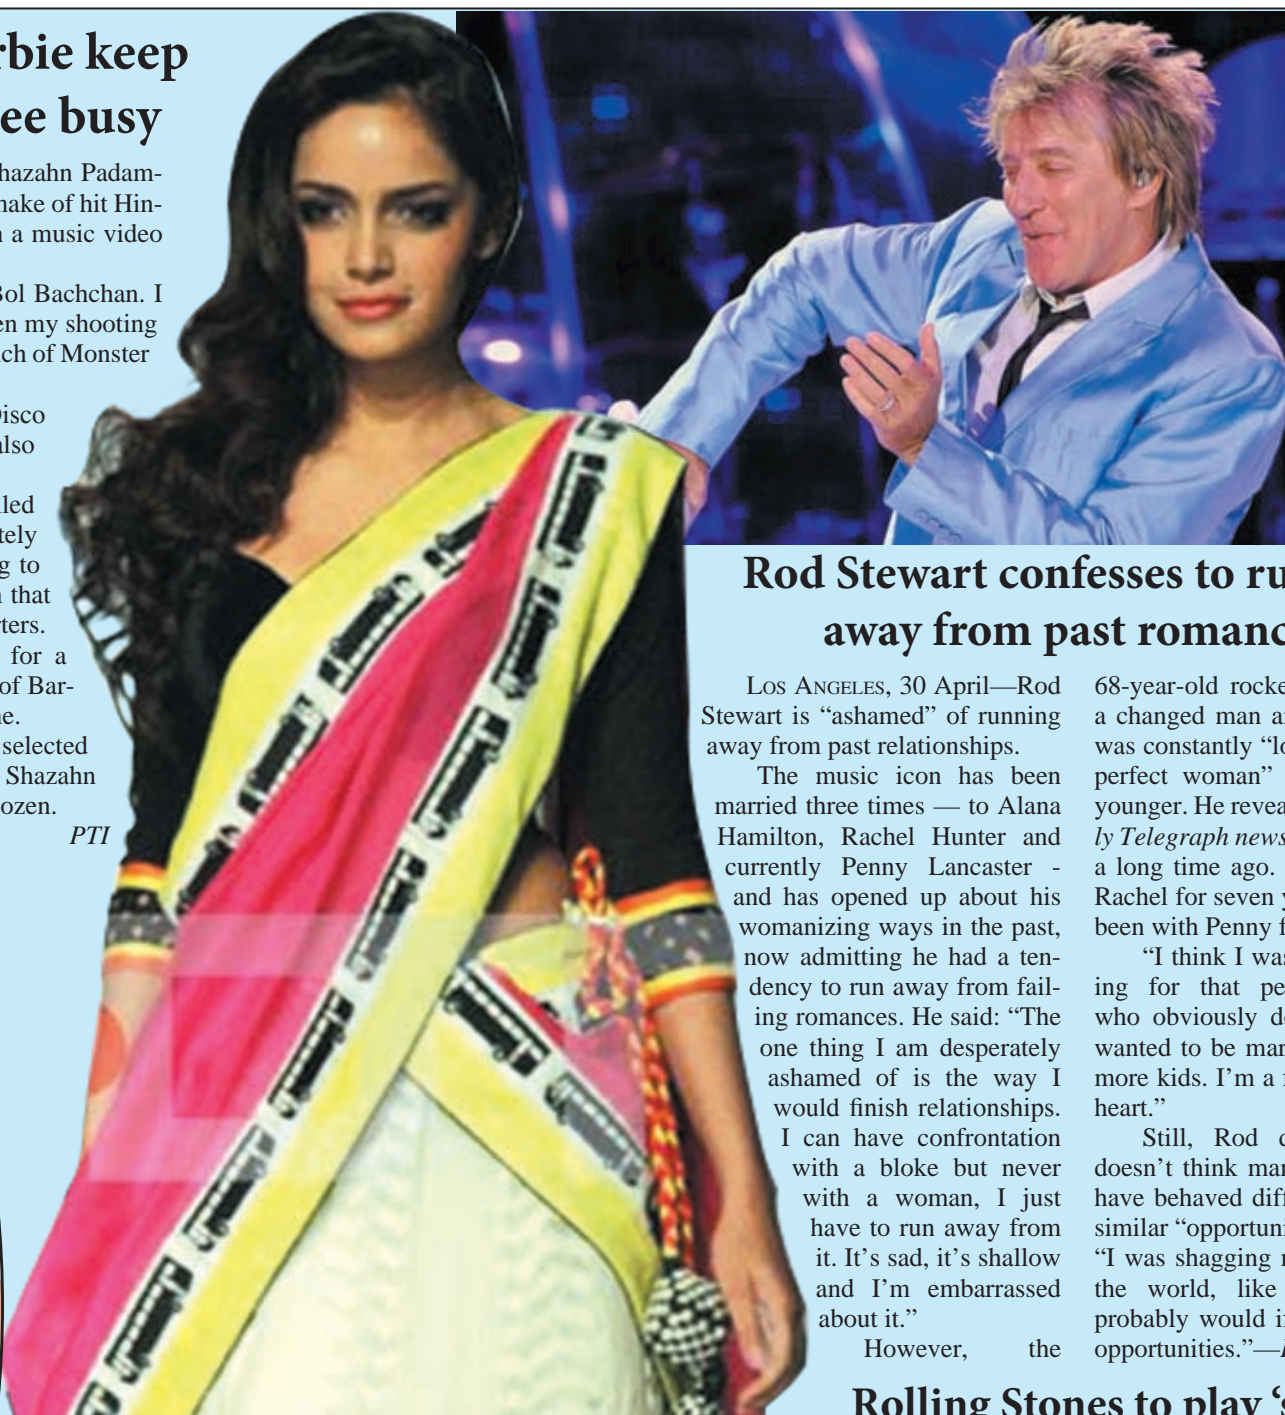 rbie keep
ee busy
hazahn Padam-
nake of hit Hin-
n a music video
Bol Bachchan. I
en my shooting
ch of Monster
Disco
also
led
tely
g to
n that
rters.
for a
of Bar-
ne.
selected
Shazahn
ozen.
PTI
Rod Stewart confesses to ru
away from past romanc
LOS ANGELES, 30 April—Rod
Stewart is “ashamed” of running
away from past relationships.
The music icon has been
married three times — to Alana
Hamilton, Rachel Hunter and
currently Penny Lancaster -
and has opened up about his
womanizing ways in the past,
now admitting he had a ten-
dency to run away from fail-
ing romances. He said: “The
one thing I am desperately
ashamed of is the way I
would finish relationships.
I can have confrontation
with a bloke but never
with a woman, I just
have to run away from
it. It's sad, it's shallow
and I'm embarrassed
about it.”
However, the
68-year-old rocke
a changed man a
was constantly “lo
perfect woman”
younger. He revea
ly Telegraph news
a long time ago.
Rachel for seven y
been with Penny f
“I think I was
ing for that pe
who obviously d
wanted to be mar
more kids. I'm a
heart.”
Still, Rod d
doesn't think mar
have behaved diff
similar “opportuni
“I was shagging
the world, like
probably would i
opportunities.”—
Rolling Stones to play ‘s